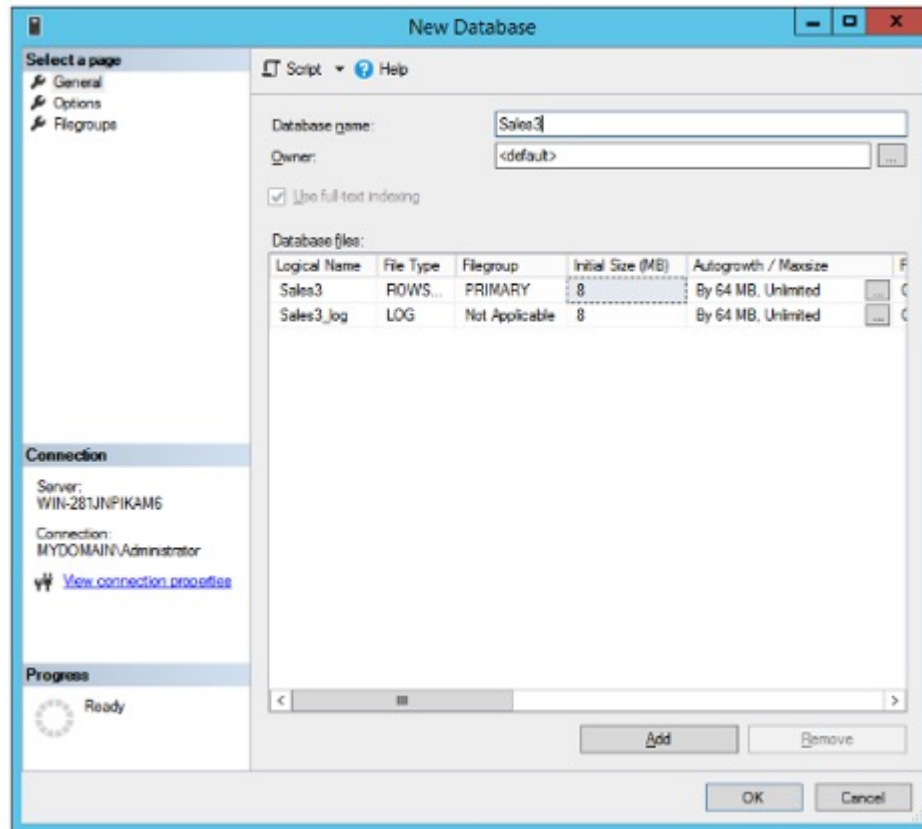 New Database
Select a page
General
Options
Filegroups
Script Help
Database name: Sales3
Owner: <default> ...
Use full-text indexing
Database files:
Logical Name File Type Filegroup Initial Size (MB) Autogrowth / Maxsize
Sales3 ROWS... PRIMARY 8 By 64 MB, Unlimited ...
Sales3_log LOG Not Applicable 8 By 64 MB, Unlimited ...
Connection
Server:
WIN-281JNPIKAM6
Connection:
MYDOMAIN\Administrator
View connection properties
Progress
Ready
Add Remove
OK Cancel